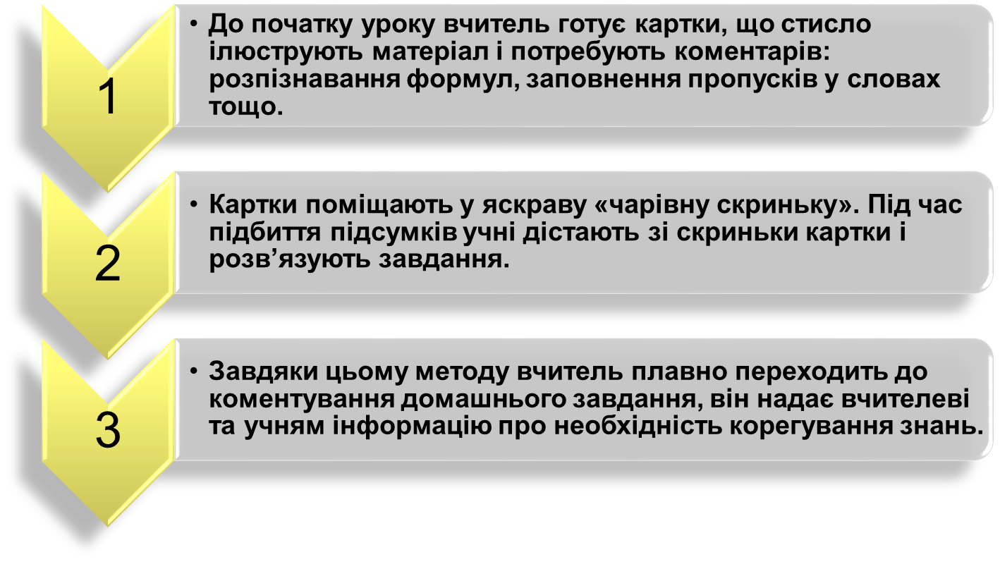 1
• До початку уроку вчитель готує картки, що стисло
ілюструють матеріал і потребують коментарів:
розпізнавання формул, заповнення пропусків у словах
тощо.
2
• Картки поміщають у яскраву «чарівну скриньку». Під час
підбиття підсумків учні дістають зі скриньки картки і
розв’язують завдання.
3
• Завдяки цьому методу вчитель плавно переходить до
коментування домашнього завдання, він надає вчителеві
та учням інформацію про необхідність корегування знань.